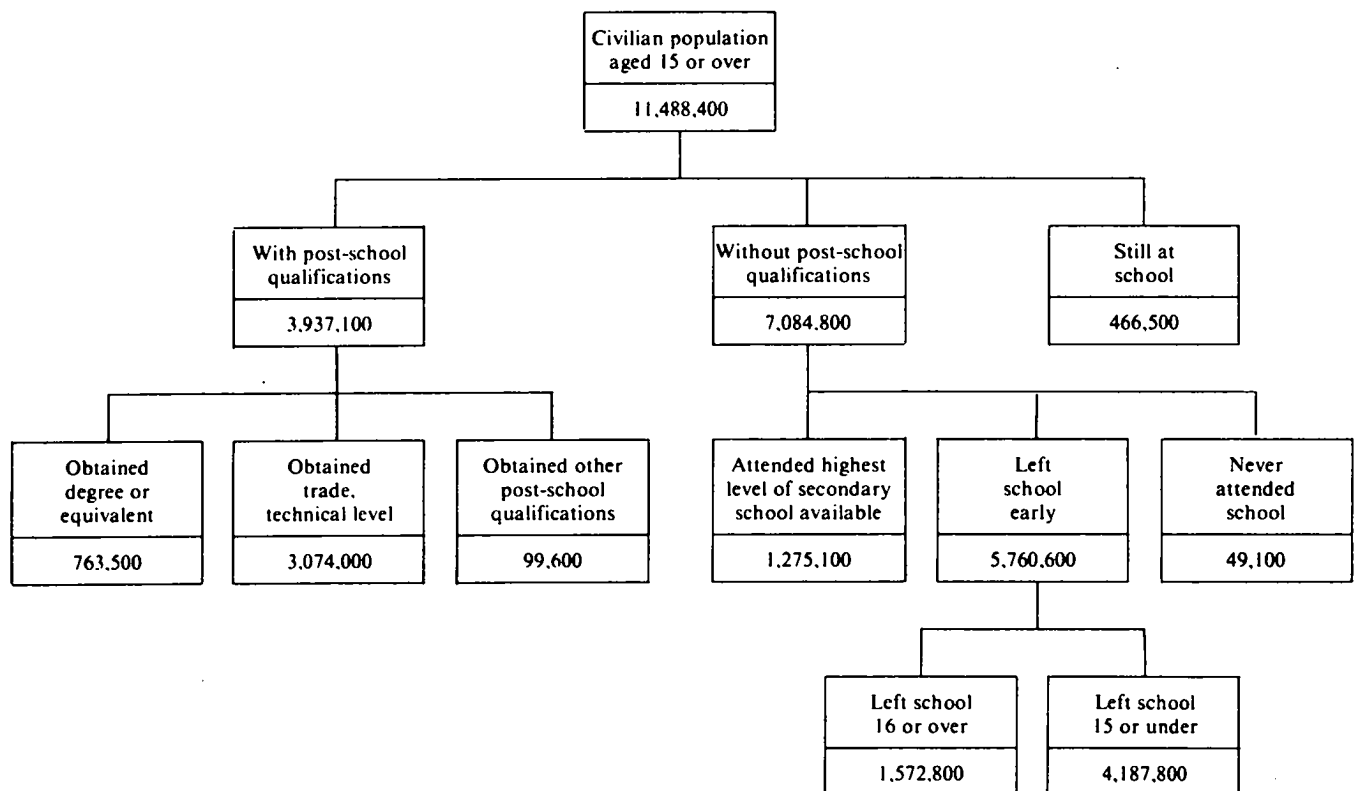 Civilian population
aged 15 or over
11,488,400
With post-school
qualifications
3,937,100
Without post-school
qualifications
7,084,800
Still at
school
466,500
Obtained
degree or
equivalent
763,500
Obtained
trade,
technical level
3,074,000
Obtained other
post-school
qualifications
99,600
Attended highest
level of secondary
school available
1,275,100
Left
school
early
5,760,600
Never
attended
school
49,100
Left school
16 or over
1,572,800
Left school
15 or under
4,187,800